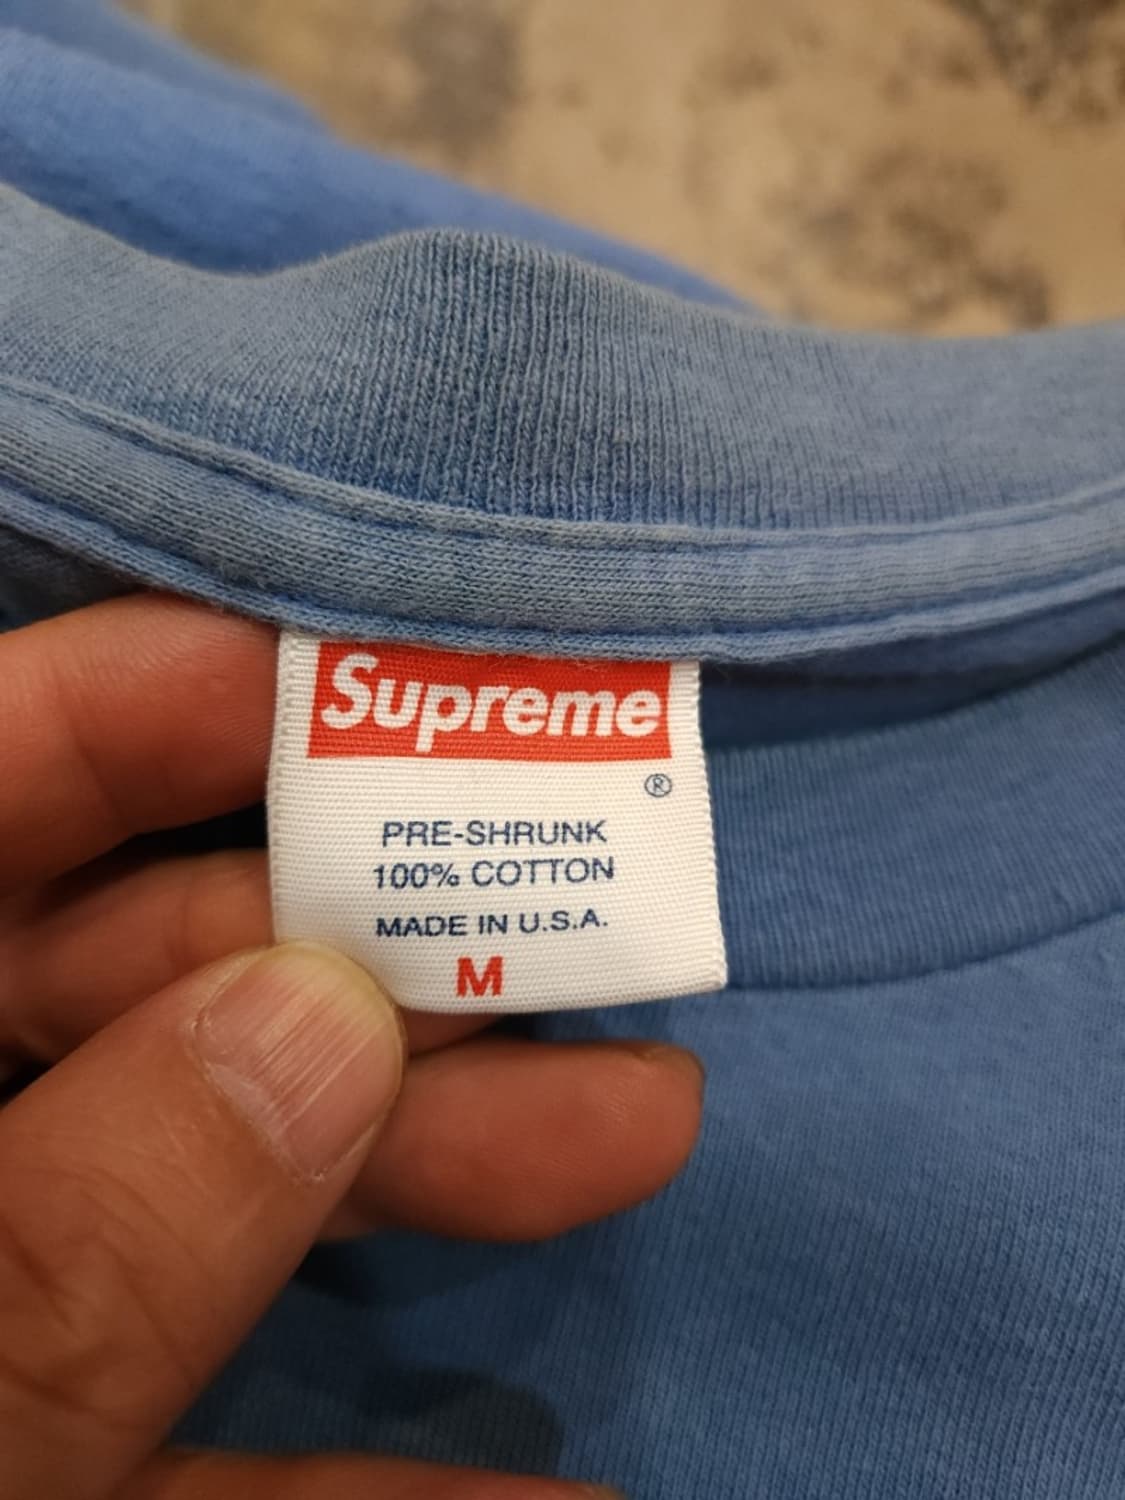 Supreme
®
PRE-SHRUNK
100% COTTON
MADE IN U.S.A.
M